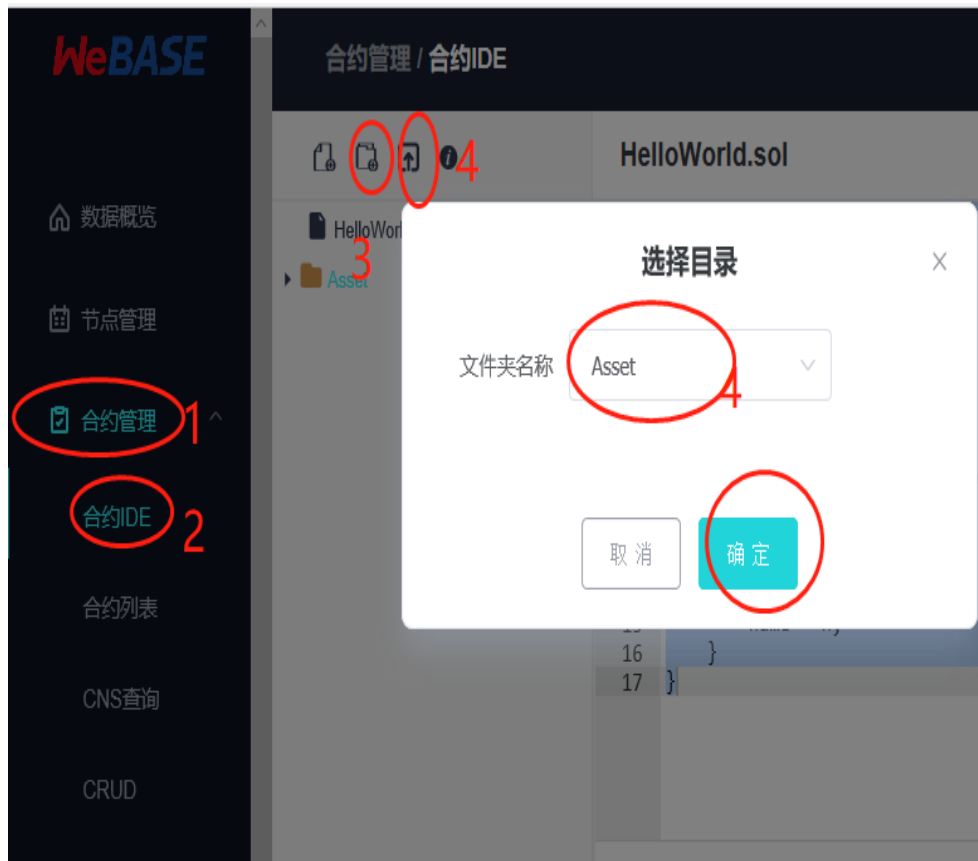 WeBASE
合约管理 / 合约IDE
4
HelloWorld.sol
数据概览
HelloWorl
3
Asset
选择目录
节点管理
文件夹名称
Asset
4
合约管理
1
合约IDE
2
取 消
确 定
合约列表
16 }
17 }
CNS查询
CRUD